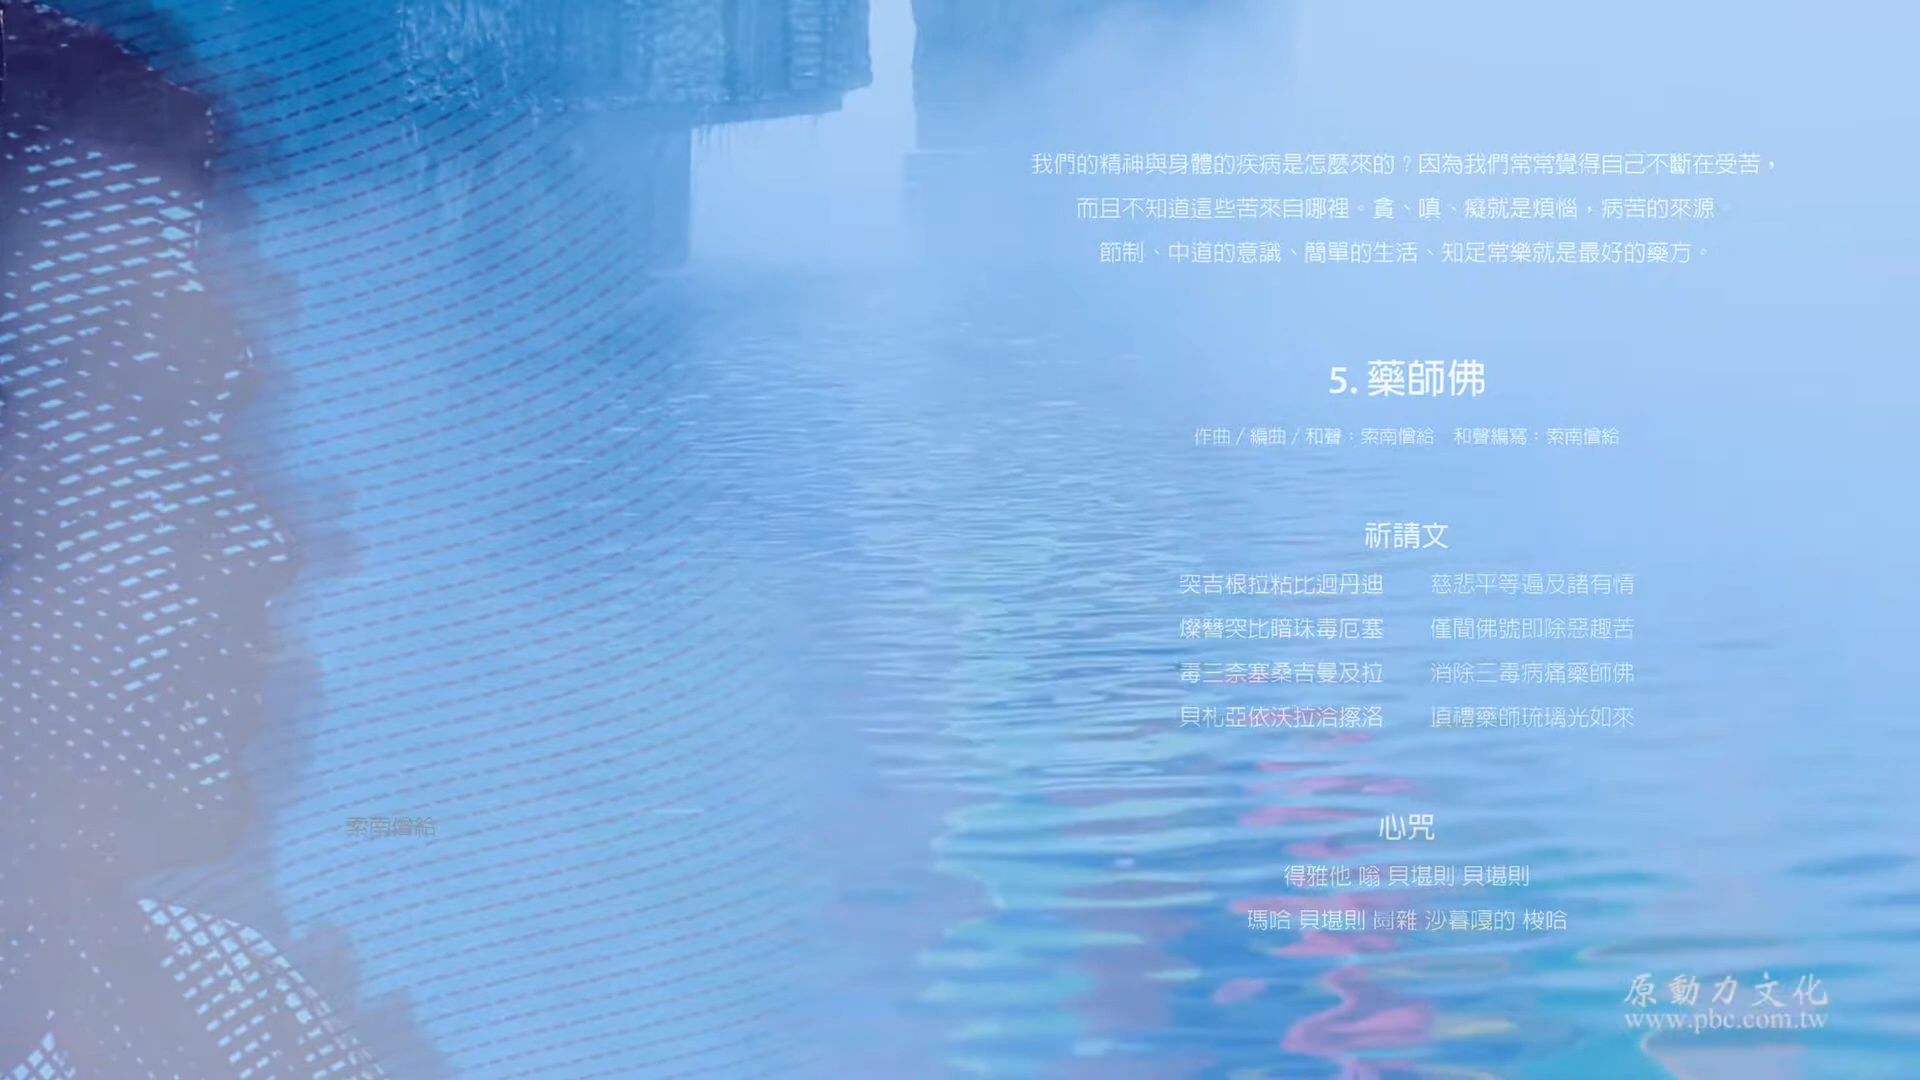 我們的精神與身體的疾病是怎麼來的？因為我們常常覺得自己不斷在受苦，
而且不知道這些苦來自哪裡。貪、嗔、癡就是煩惱，病苦的來源。
節制、中道的意識、簡單的生活、知足常樂就是最好的藥方。
5. 藥師佛
作曲 / 編曲 / 和聲：索南僧給　和聲編寫：索南僧給
祈請文
突吉根拉粘比迴丹迪　慈悲平等遍及諸有情
燦簪突比暗珠毒厄塞　僅聞佛號即除惡趣苦
毒三奈塞桑吉曼及拉　消除三毒病痛藥師佛
貝札亞依沃拉洽擦洛　頂禮藥師琉璃光如來
索南僧給
心咒
得雅他 嗡 貝堪則 貝堪則
瑪哈 貝堪則 雜 沙暮嘎的 梭哈
原動力文化
www.pbc.com.tw